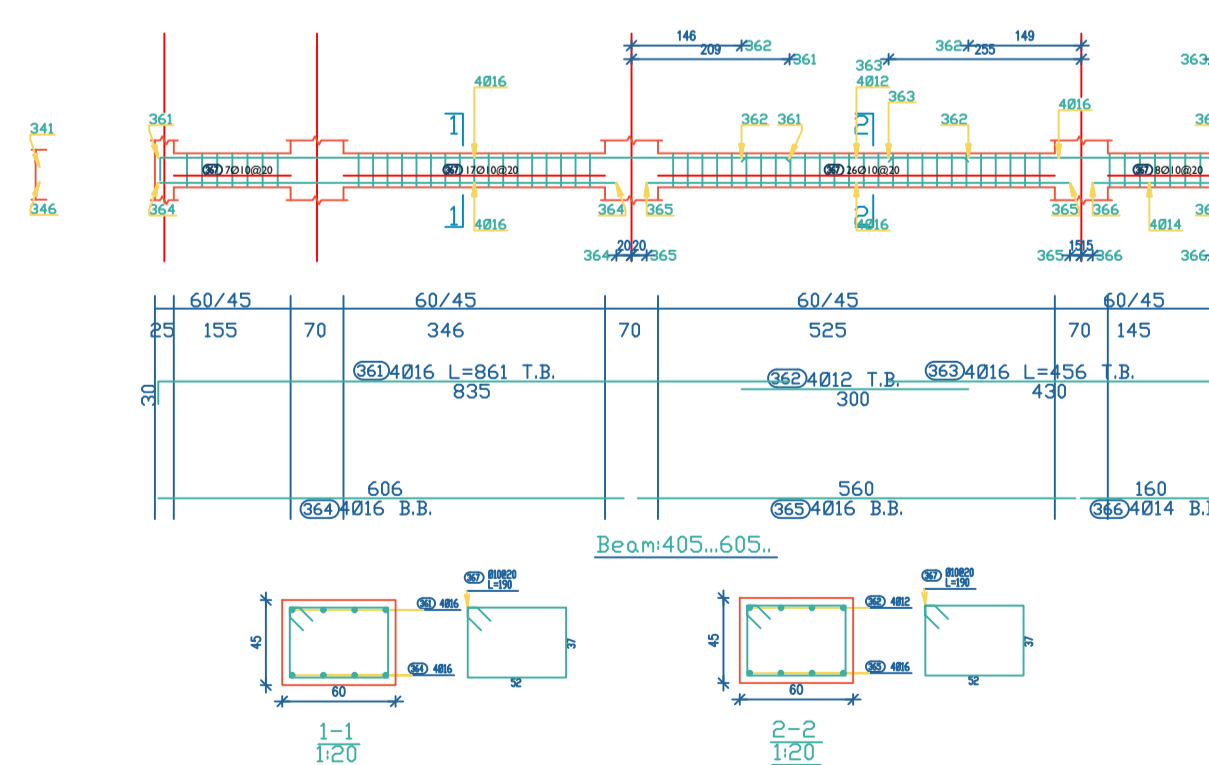 146 362 362 149
209 361 363 255 363
4Ø16 4Ø12
363
341 361 1 362 361 2 362 4Ø16
367 7Ø10@20 367 17Ø10@20 367 26Ø10@20 367 8Ø10@20
346 364 1 4Ø16 364 365 2 4Ø16 365 366 4Ø14
364 2020 365 365 1515 366 366
60/45 60/45 60/45 60/45
25 155 70 346 70 525 70 145
361 4Ø16 L=861 T.B. 362 4Ø12 T.B. 363 4Ø16 L=456 T.B.
30 835 300 430
606 560 160
364 4Ø16 B.B. 365 4Ø16 B.B. 366 4Ø14
Beam:405...605..
367 Ø10@20 367 Ø10@20
L=190 L=190
361 4Ø16 362 4Ø12
45 37 45 37
364 4Ø16 365 4Ø16
60 52 60 52
1-1 2-2
1:20 1:20